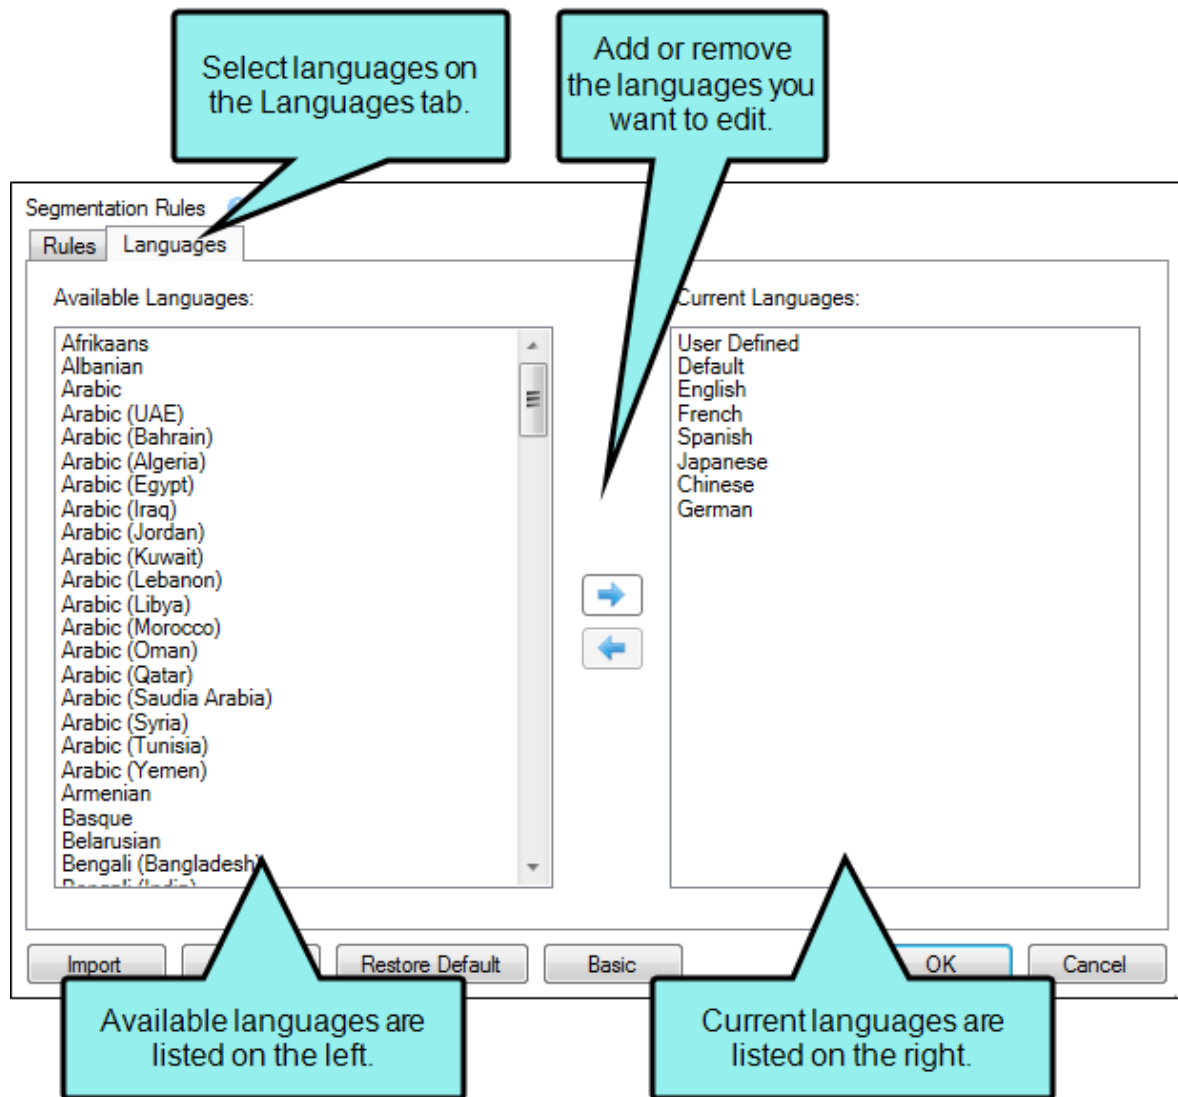 Select languages on
the Languages tab.
Add or remove
the languages you
want to edit.
Segmentation Rules
Rules
Languages
Available Languages:
Afrikaans
Albanian
Arabic
Arabic (UAE)
Arabic (Bahrain)
Arabic (Algeria)
Arabic (Egypt)
Arabic (Iraq)
Arabic (Jordan)
Arabic (Kuwait)
Arabic (Lebanon)
Arabic (Libya)
Arabic (Morocco)
Arabic (Oman)
Arabic (Qatar)
Arabic (Saudia Arabia)
Arabic (Syria)
Arabic (Tunisia)
Arabic (Yemen)
Armenian
Basque
Belarusian
Bengali (Bangladesh)
Bengali (India)
Current Languages:
User Defined
Default
English
French
Spanish
Japanese
Chinese
German
Import
Restore Default
Basic
OK
Cancel
Available languages are
listed on the left.
Current languages are
listed on the right.